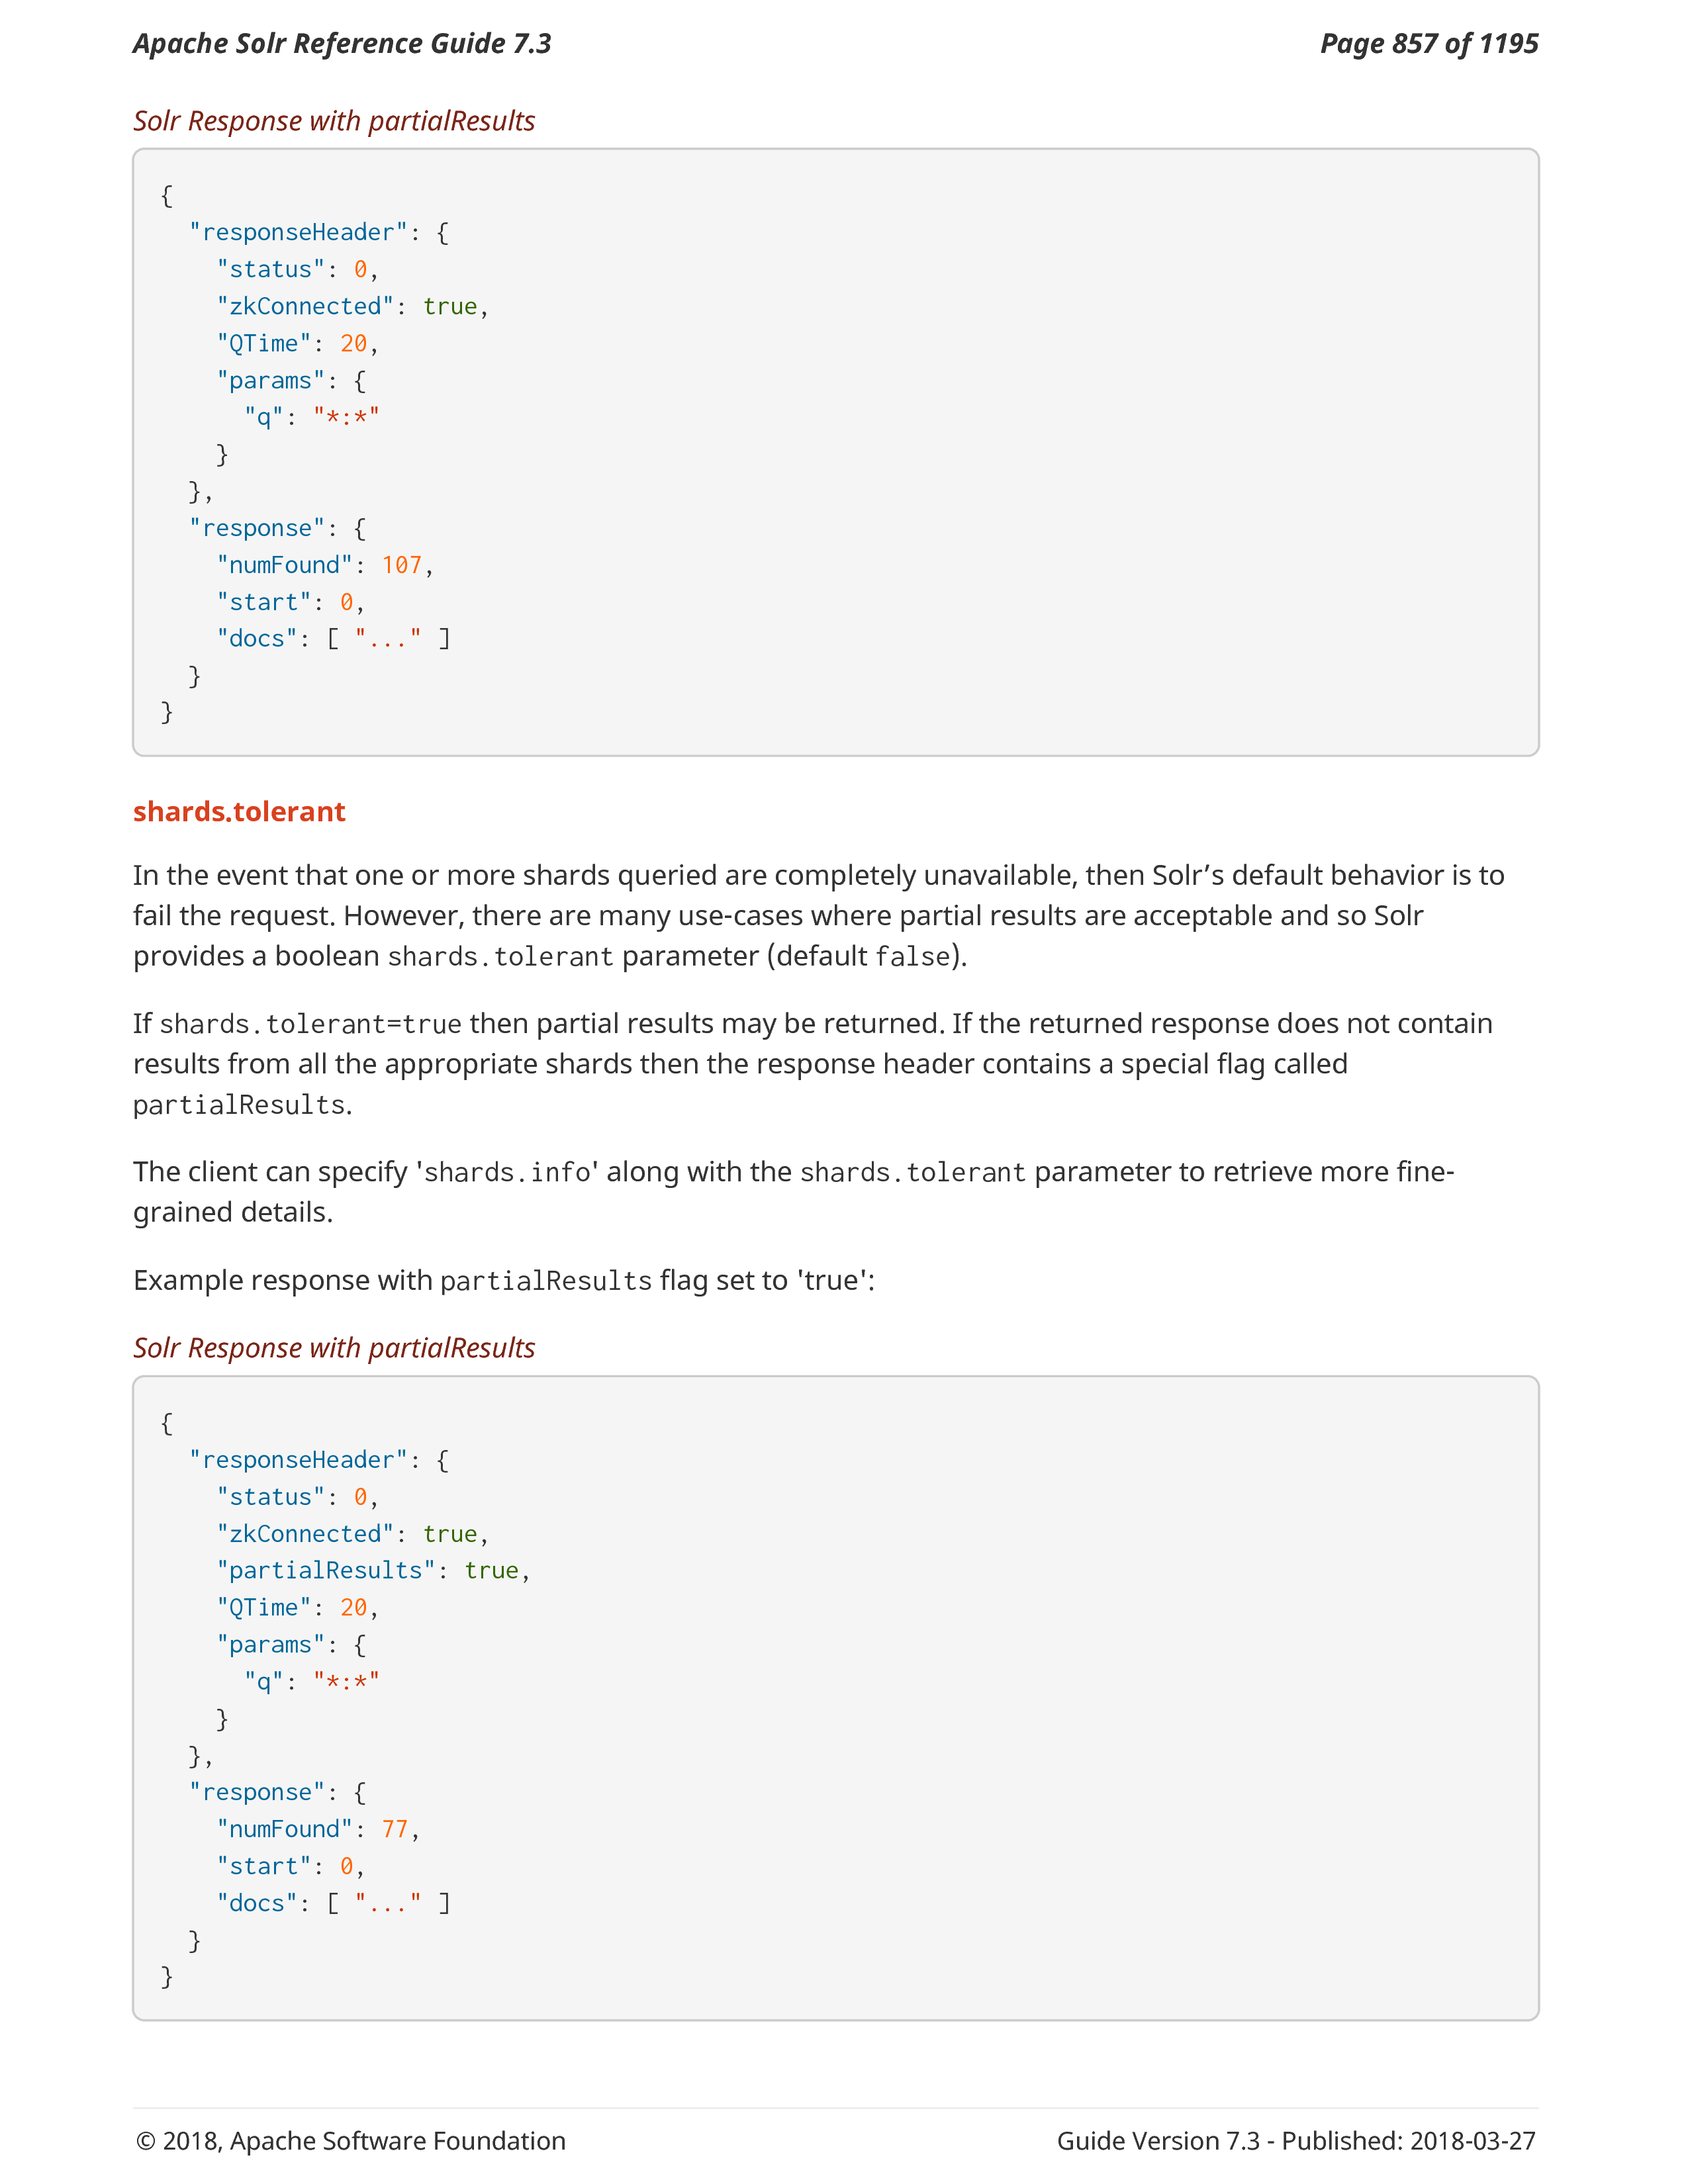 Apache Solr Reference Guide 7.3
Page 857 of 1195
Solr Response with partialResults
{
  "responseHeader": {
    "status": 0,
    "zkConnected": true,
    "QTime": 20,
    "params": {
      "q": "*:*"
    }
  },
  "response": {
    "numFound": 107,
    "start": 0,
    "docs": [ "..." ]
  }
}
shards.tolerant
In the event that one or more shards queried are completely unavailable, then Solr’s default behavior is to
fail the request. However, there are many use-cases where partial results are acceptable and so Solr
provides a boolean shards.tolerant parameter (default false).
If shards.tolerant=true then partial results may be returned. If the returned response does not contain
results from all the appropriate shards then the response header contains a special flag called
partialResults.
The client can specify 'shards.info' along with the shards.tolerant parameter to retrieve more fine-
grained details.
Example response with partialResults flag set to 'true':
Solr Response with partialResults
{
  "responseHeader": {
    "status": 0,
    "zkConnected": true,
    "partialResults": true,
    "QTime": 20,
    "params": {
      "q": "*:*"
    }
  },
  "response": {
    "numFound": 77,
    "start": 0,
    "docs": [ "..." ]
  }
}
© 2018, Apache Software Foundation
Guide Version 7.3 - Published: 2018-03-27